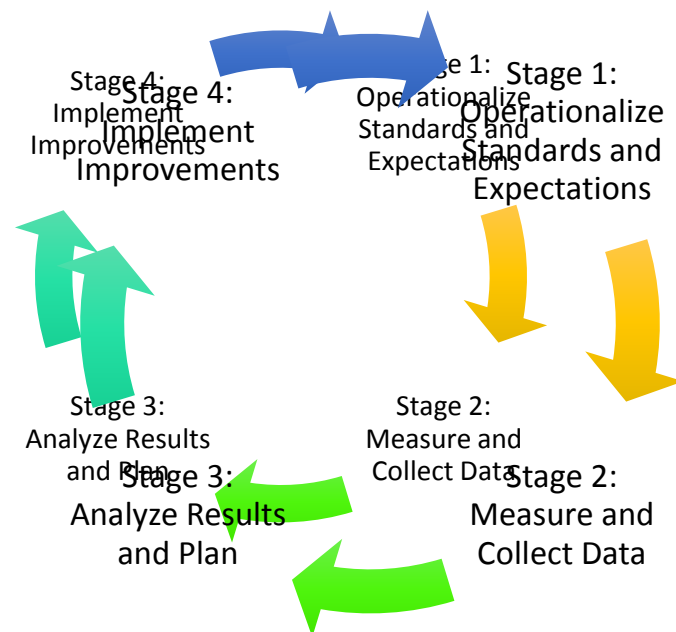 Stage 4:
Implement
Improvements
Stage 4:
Implement
Improvements
ge 1:
Operationalize
Standards and
Expectations
Stage 1:
Operationalize
Standards and
Expectations
Stage 3:
Analyze Results
and Plan
Stage 3:
Analyze Results
and Plan
Stage 2:
Measure and
Collect Data
Stage 2:
Measure and
Collect Data